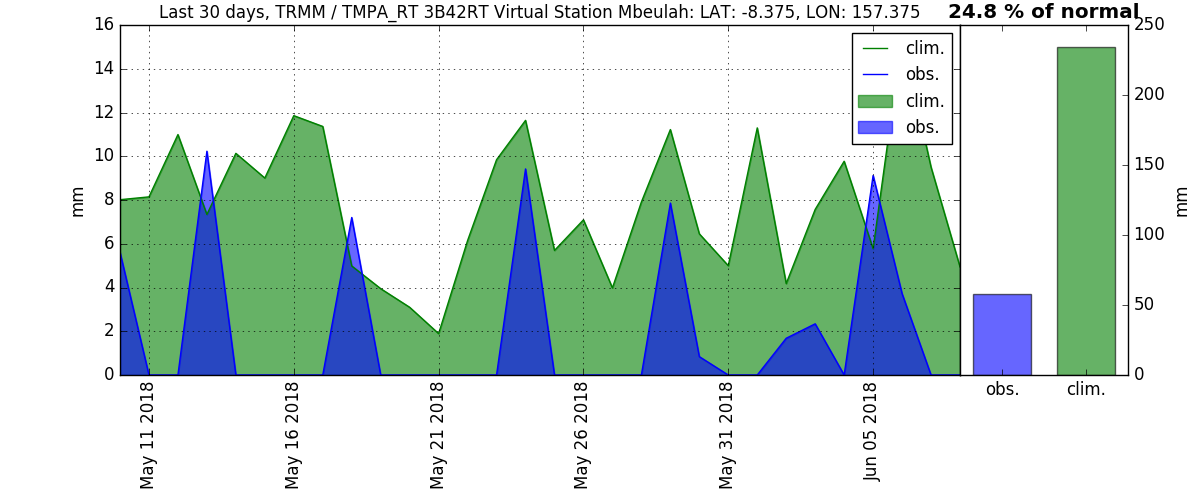 Last 30 days, TRMM / TMPA_RT 3B42RT Virtual Station Mbeulah: LAT: -8.375, LON: 157.375
24.8 % of normal
16
14
12
10
8
6
4
2
0
mm
May 11 2018
May 16 2018
May 21 2018
May 26 2018
May 31 2018
Jun 05 2018
clim.
obs.
clim.
obs.
250
200
150
100
50
0
mm
obs.
clim.